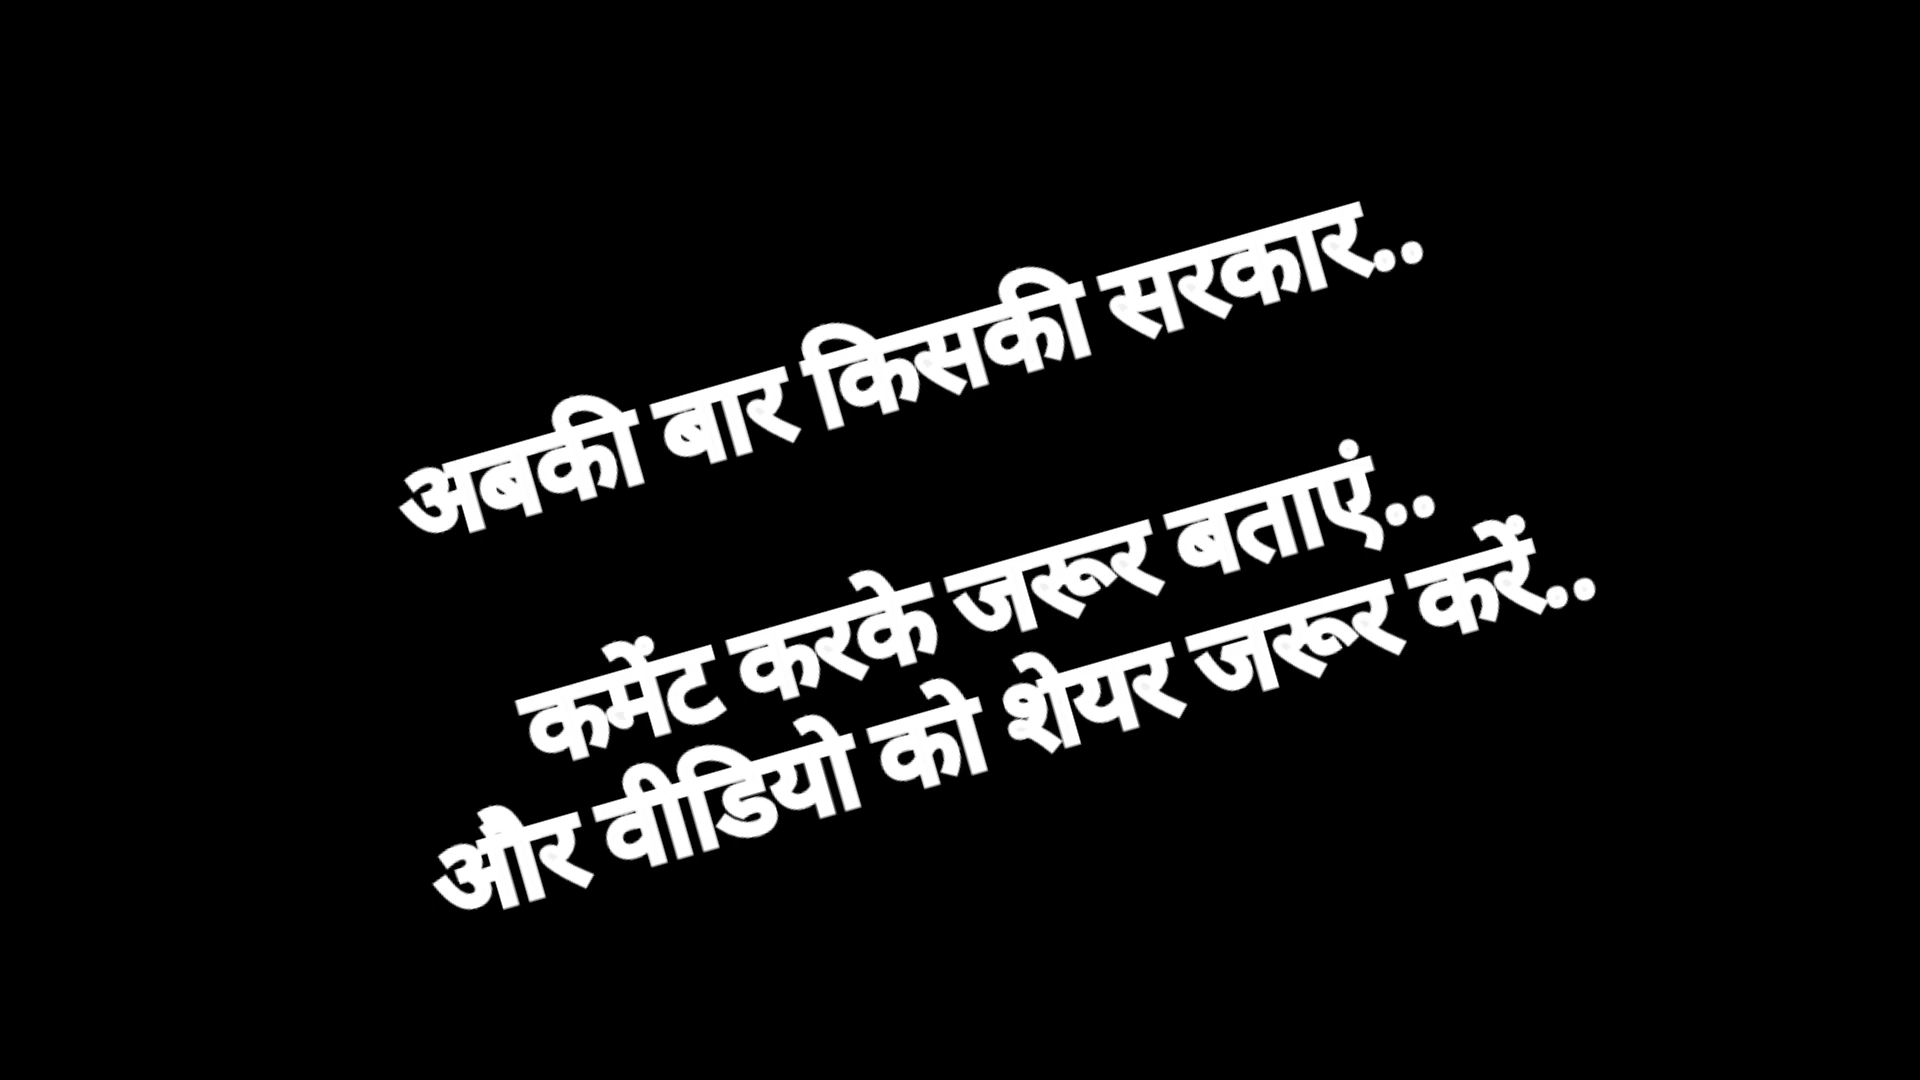 अबकी बार किसकी सरकार..
कमेंट करके जरूर बताएं..
और वीडियो को शेयर जरूर करें..